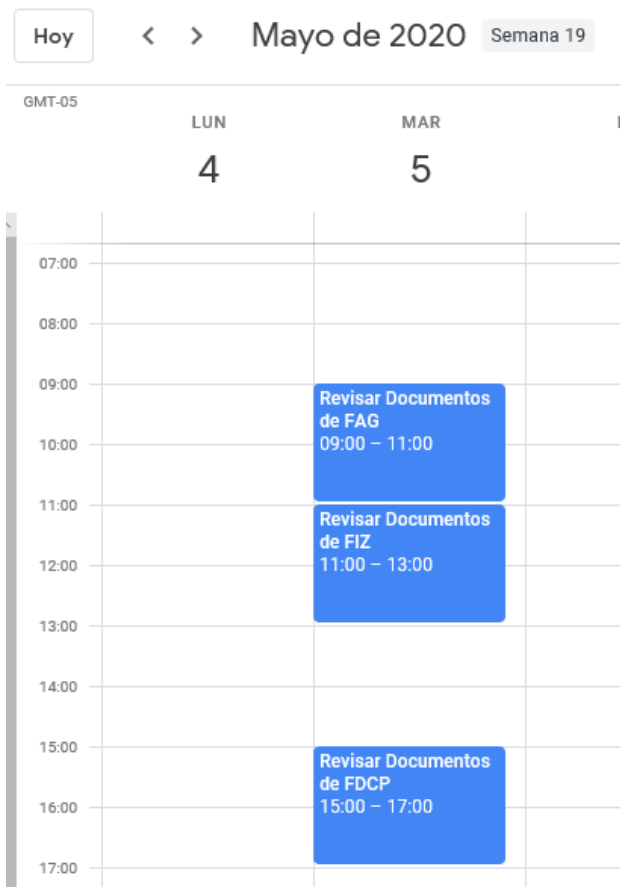 Hoy < > Mayo de 2020 Semana 19
GMT-05
LUN MAR
4 5
07:00
08:00
09:00
Revisar Documentos
de FAG
09:00 – 11:00
10:00
11:00
Revisar Documentos
de FIZ
11:00 – 13:00
12:00
13:00
14:00
15:00
Revisar Documentos
de FDCP
15:00 – 17:00
16:00
17:00